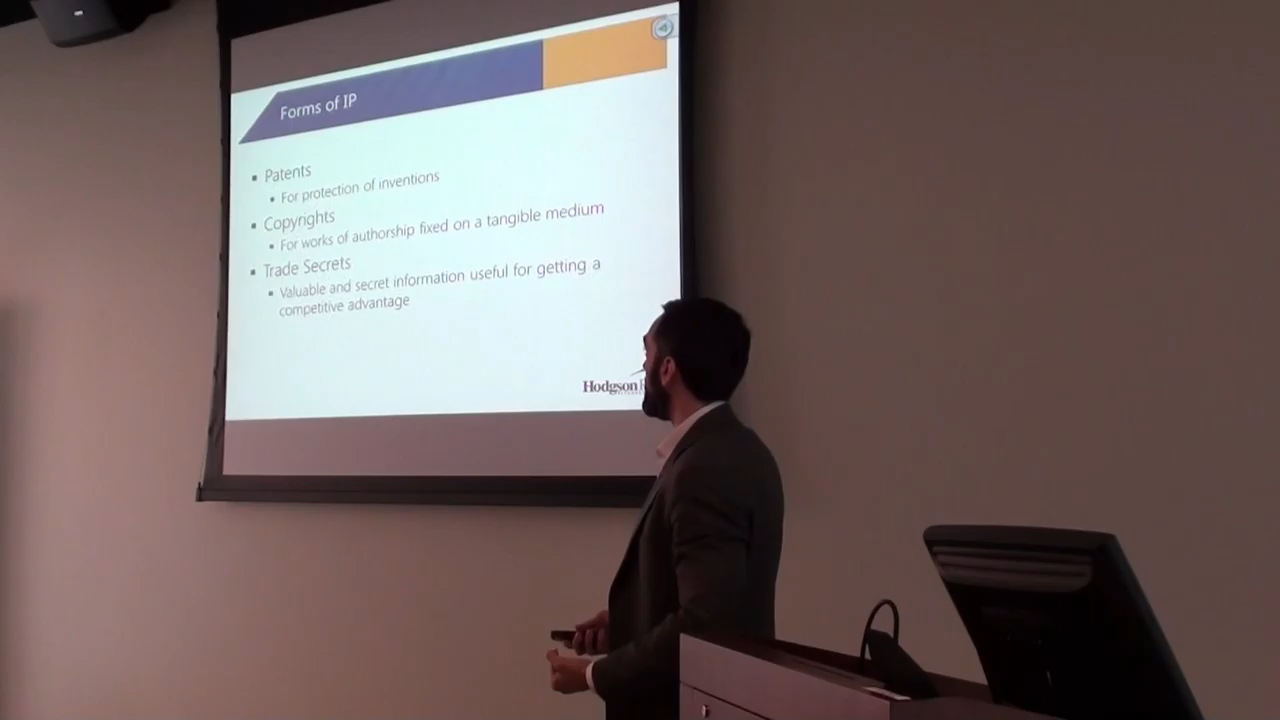 Forms of IP
Patents
For protection of inventions
Copyrights
For works of authorship fixed on a tangible medium
Trade Secrets
Valuable and secret information useful for getting a
competitive advantage
Hodgson